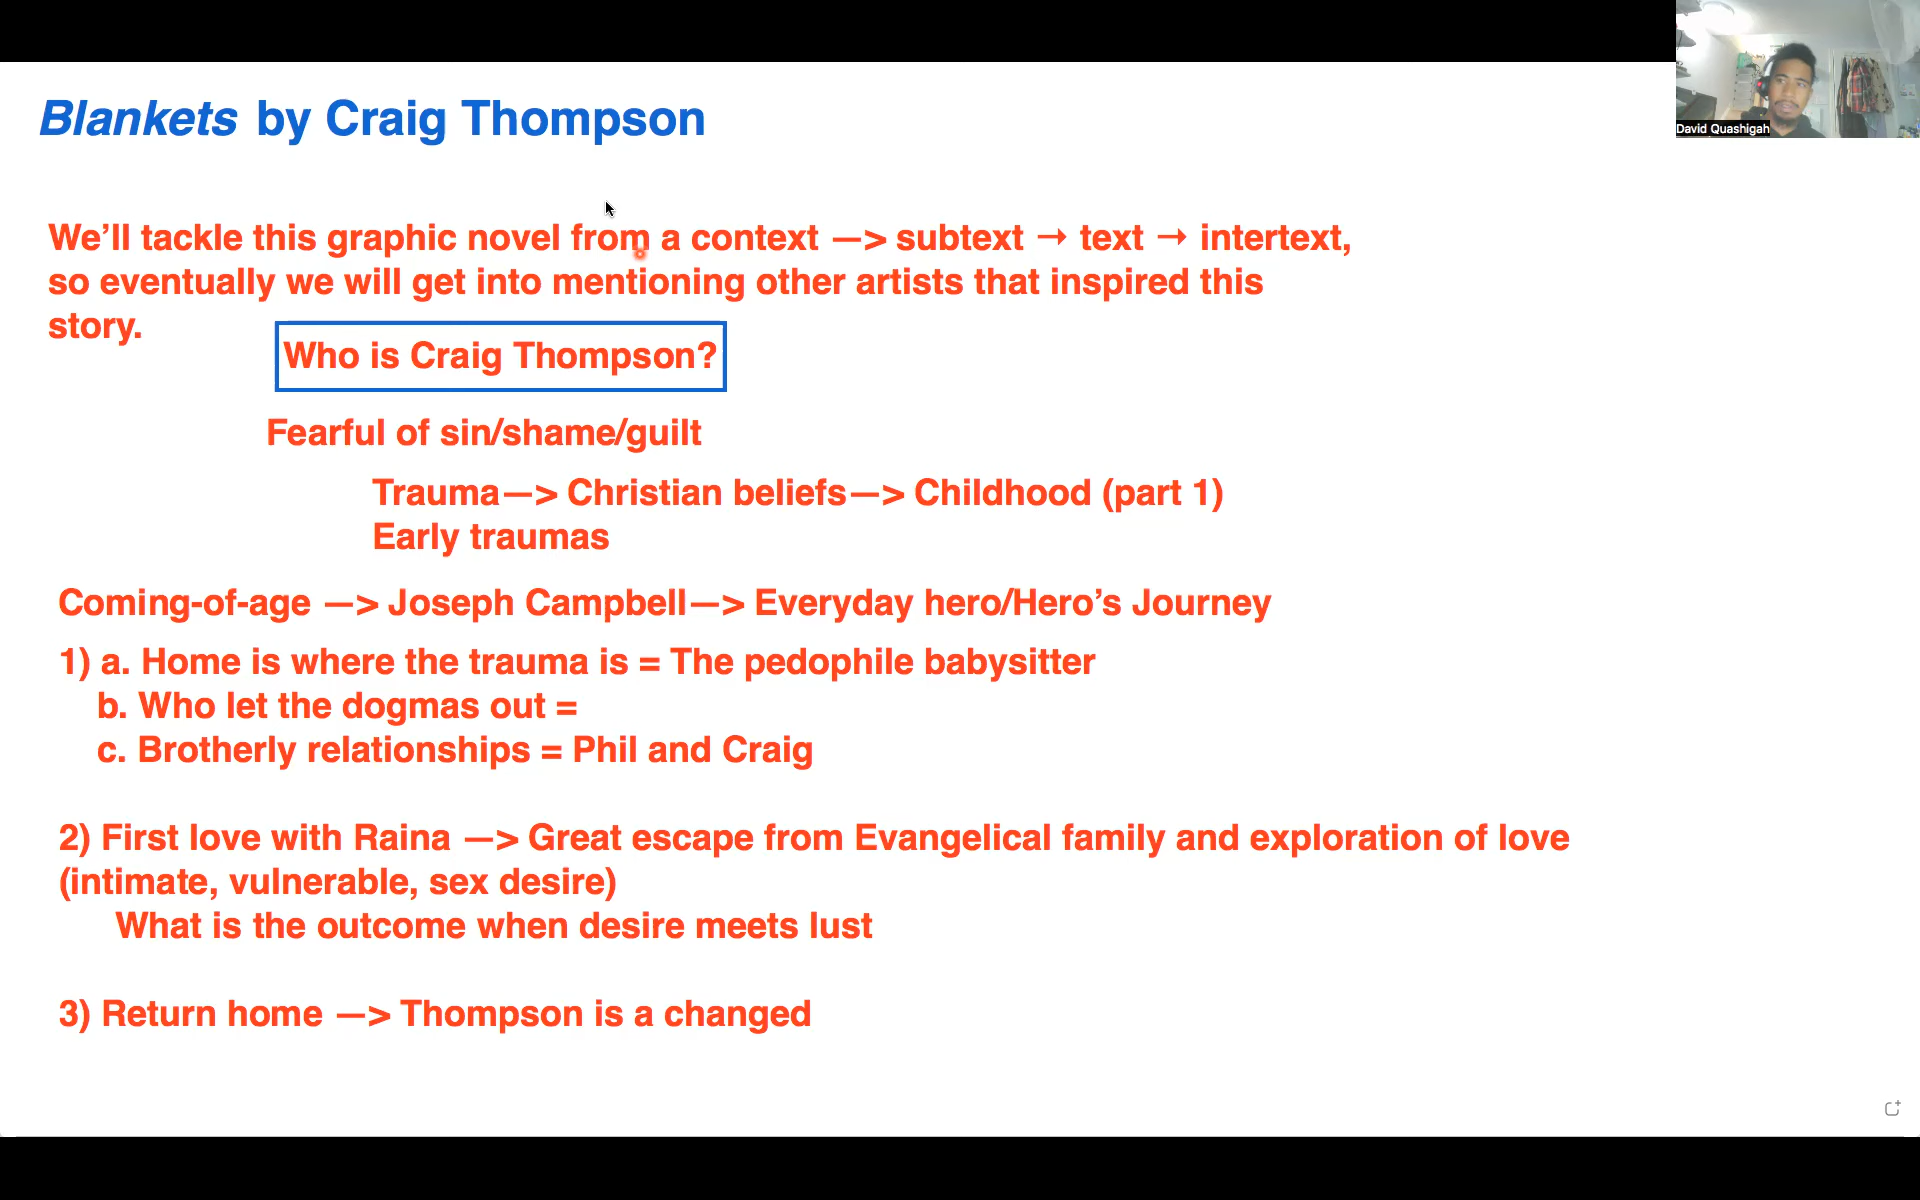 David Quashigah
Blankets by Craig Thompson
We’ll tackle this graphic novel from a context —> subtext → text → intertext,
so eventually we will get into mentioning other artists that inspired this
story.
Who is Craig Thompson?
Fearful of sin/shame/guilt
Trauma—> Christian beliefs—> Childhood (part 1)
Early traumas
Coming-of-age —> Joseph Campbell—> Everyday hero/Hero’s Journey
1) a. Home is where the trauma is = The pedophile babysitter
b. Who let the dogmas out =
c. Brotherly relationships = Phil and Craig
2) First love with Raina —> Great escape from Evangelical family and exploration of love
(intimate, vulnerable, sex desire)
What is the outcome when desire meets lust
3) Return home —> Thompson is a changed